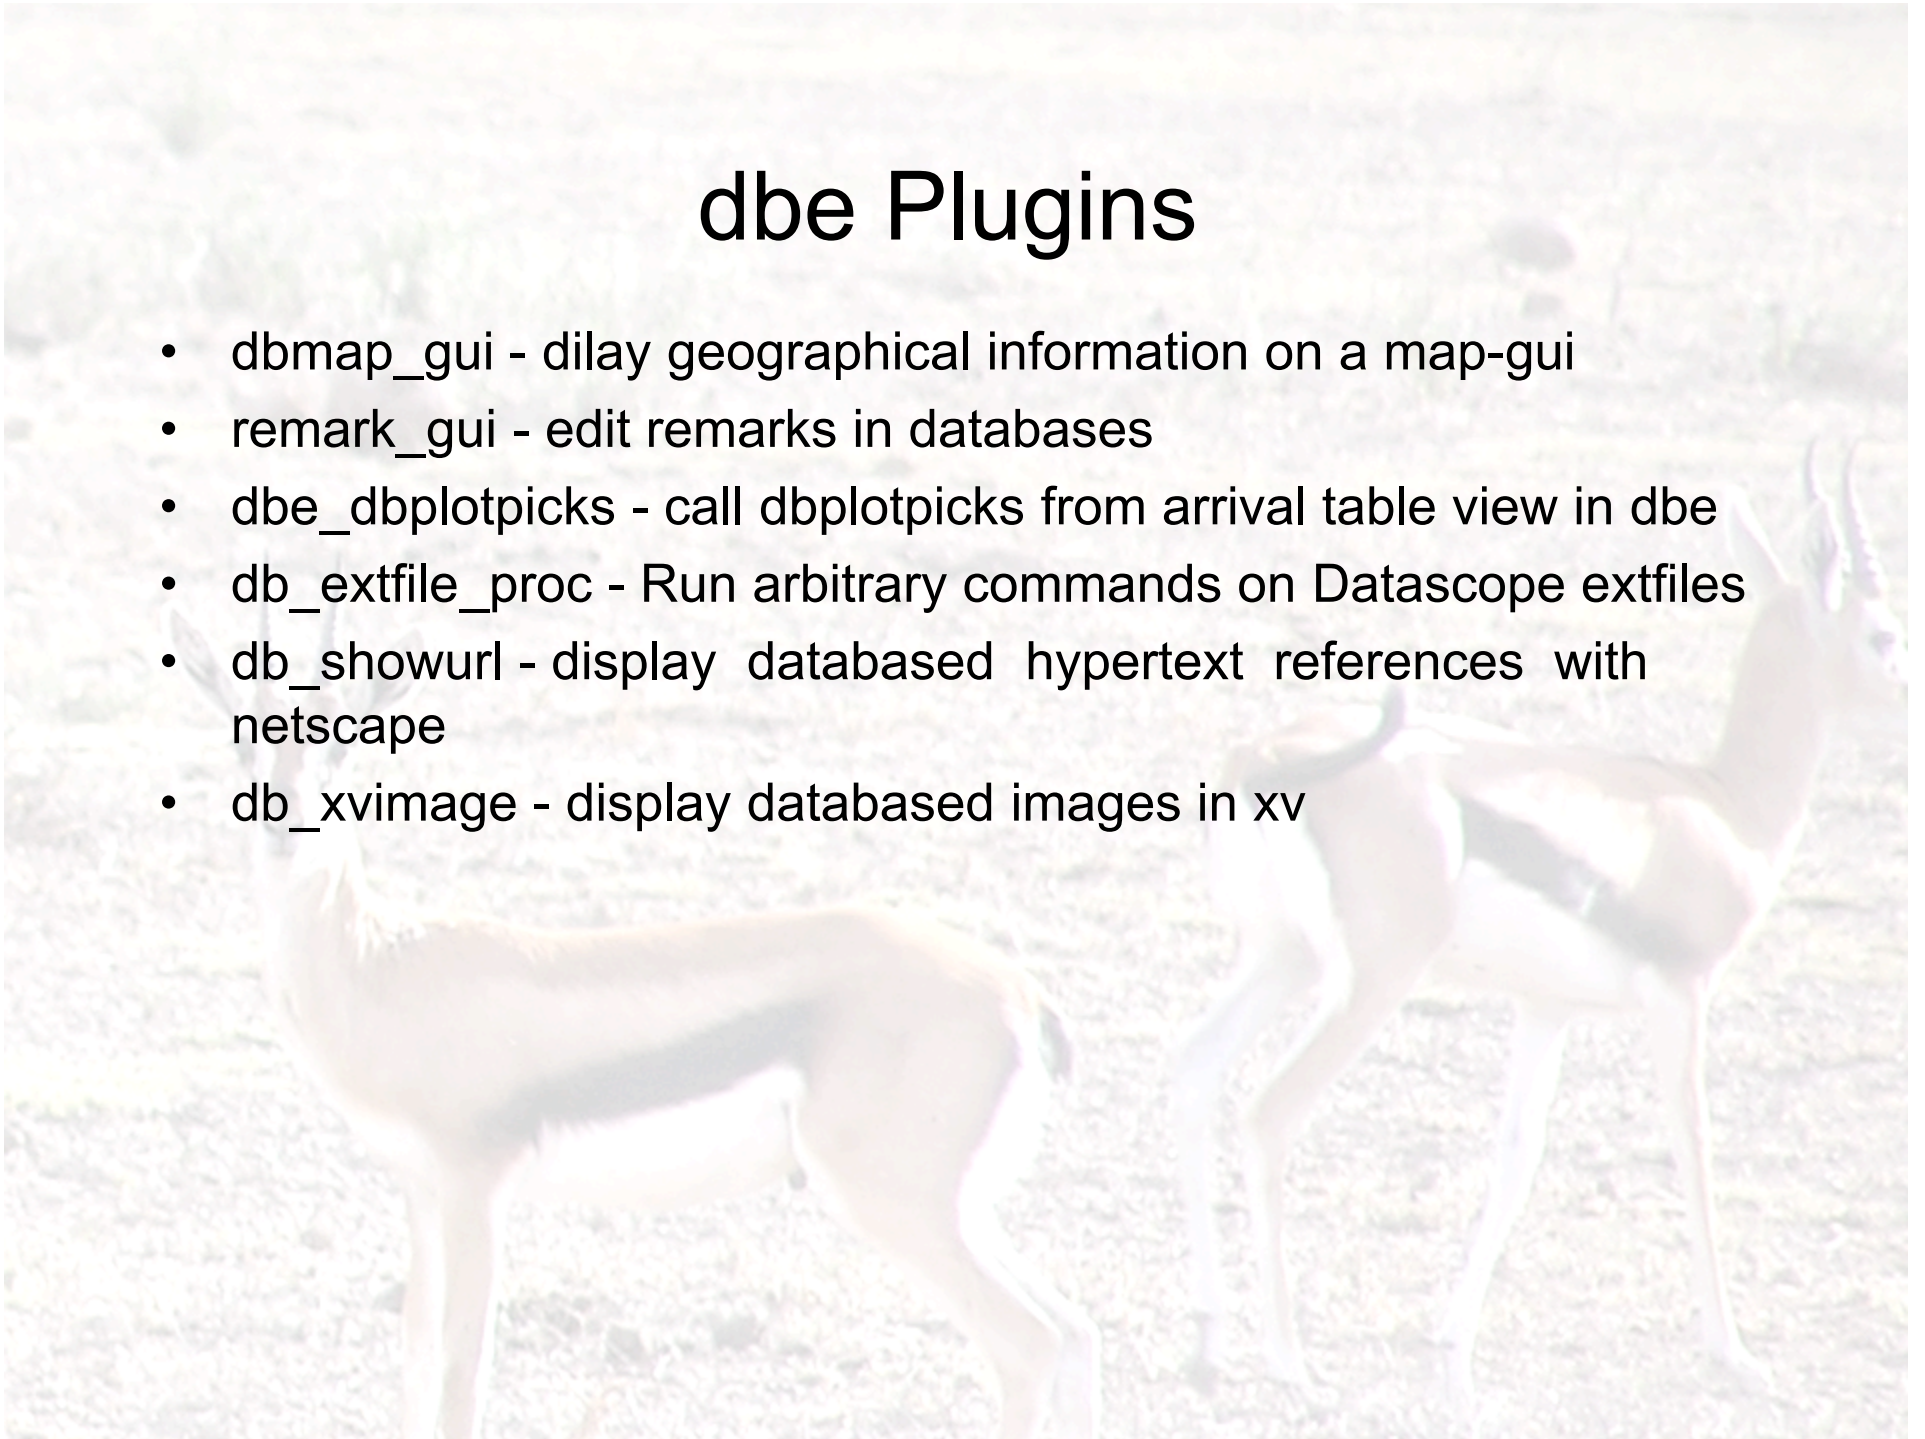 dbe Plugins
• dbmap_gui - dilay geographical information on a map-gui
• remark_gui - edit remarks in databases
• dbe_dbplotpicks - call dbplotpicks from arrival table view in dbe
• db_extfile_proc - Run arbitrary commands on Datascope extfiles
• db_showurl - display databased hypertext references with
netscape
• db_xvimage - display databased images in xv